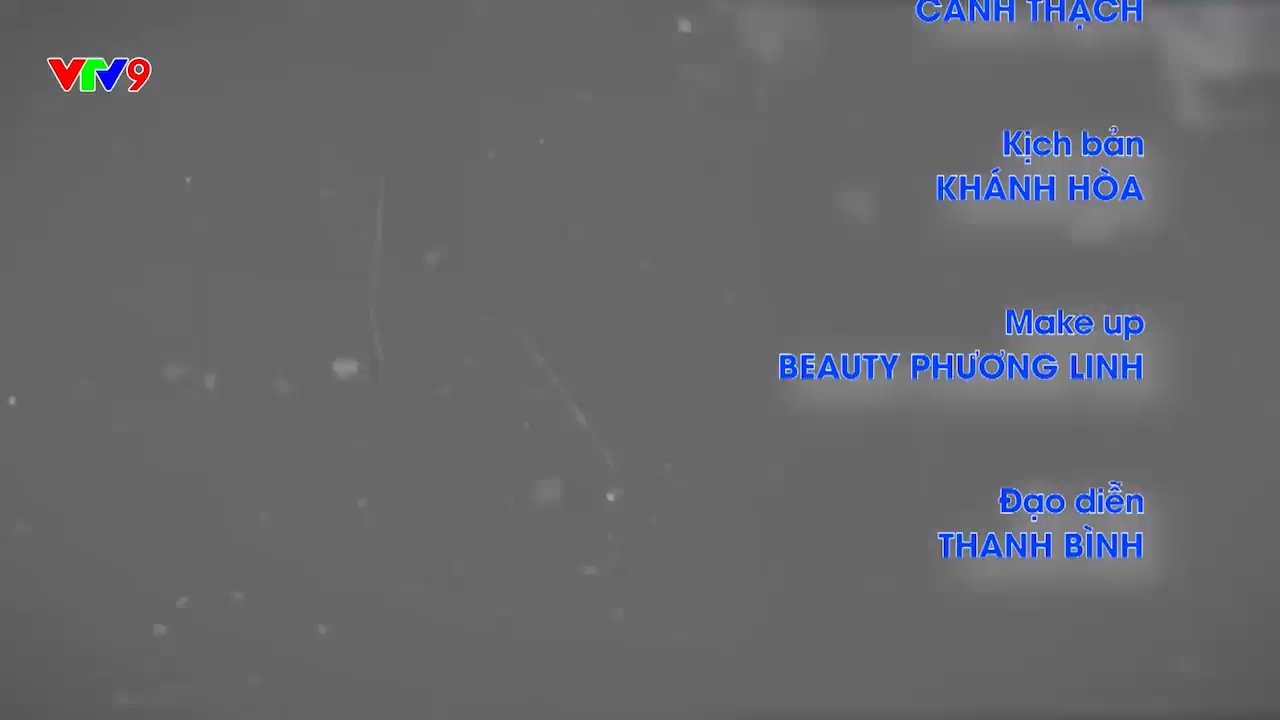 CẢNH THẠCH
VTV9
Kịch bản
KHÁNH HÒA
Make up
BEAUTY PHƯƠNG LINH
Đạo diễn
THANH BÌNH